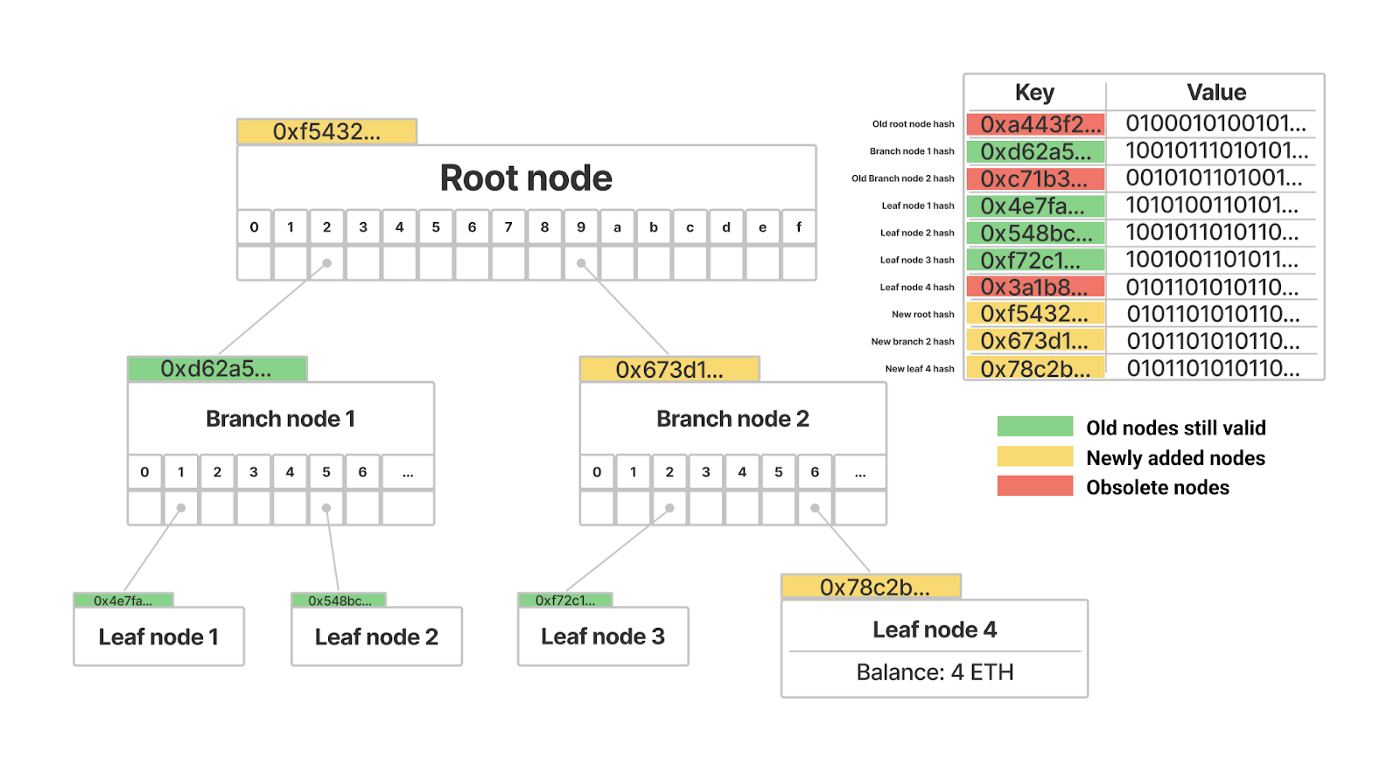 0xf5432...
Root node
0 1 2 3 4 5 6 7 8 9 a b c d e f
0xd62a5...
Branch node 1
0 1 2 3 4 5 6 ...
0x673d1...
Branch node 2
0 1 2 3 4 5 6 ...
0x4e7fa...
Leaf node 1
0x548bc...
Leaf node 2
0xf72c1...
Leaf node 3
0x78c2b...
Leaf node 4
Balance: 4 ETH
Key Value
Old root node hash 0xa443f2... 0100010100101...
Branch node 1 hash 0xd62a5... 10010111010101...
Old Branch node 2 hash 0xc71b3... 0010101101001...
Leaf node 1 hash 0x4e7fa... 1010100110101...
Leaf node 2 hash 0x548bc... 1001011010110...
Leaf node 3 hash 0xf72c1... 1001001101011...
Leaf node 4 hash 0x3a1b8... 0101101010110...
New root hash 0xf5432... 0101101010110...
New branch 2 hash 0x673d1... 0101101010110...
New leaf 4 hash 0x78c2b... 0101101010110...
Old nodes still valid
Newly added nodes
Obsolete nodes